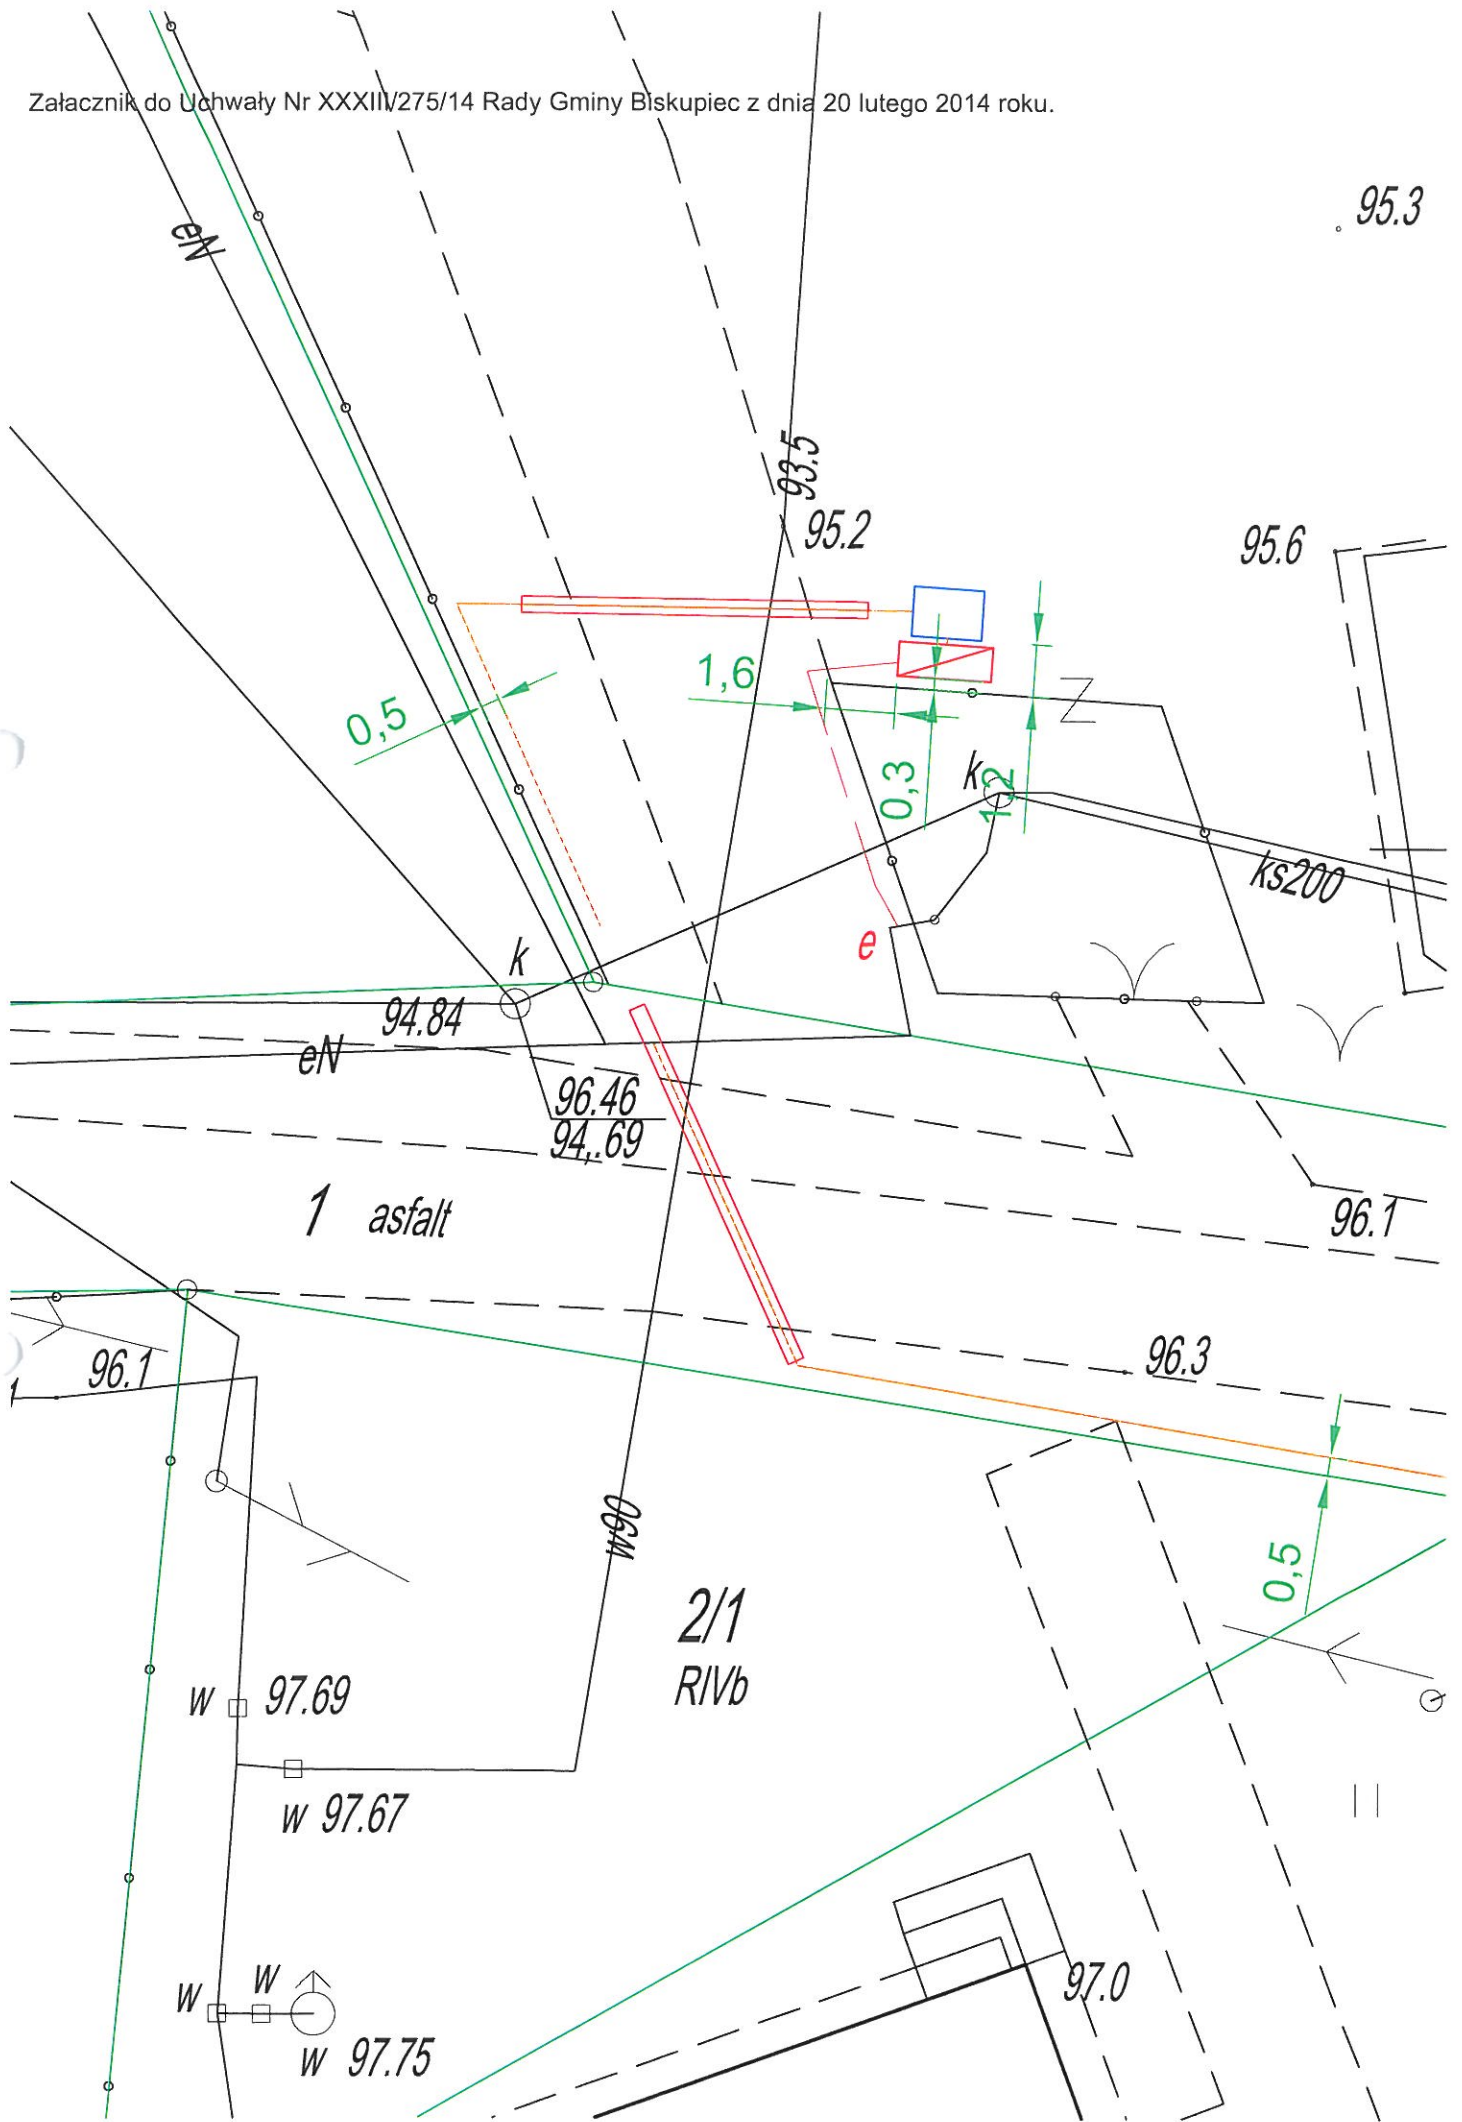 Załacznik do Uchwały Nr XXXIII/275/14 Rady Gminy Biskupiec z dnia 20 lutego 2014 roku.
95.3
eN
93.5
95.2
95.6
1,6
0,5
Z
0,3
k
1,2
ks200
e
k
94.84
eN
96.46
94,.69
1 asfalt
96.1
96.3
96.1
1
w90
0,5
2/1
RIVb
w 97.69
w 97.67
w
w
97.0
w 97.75